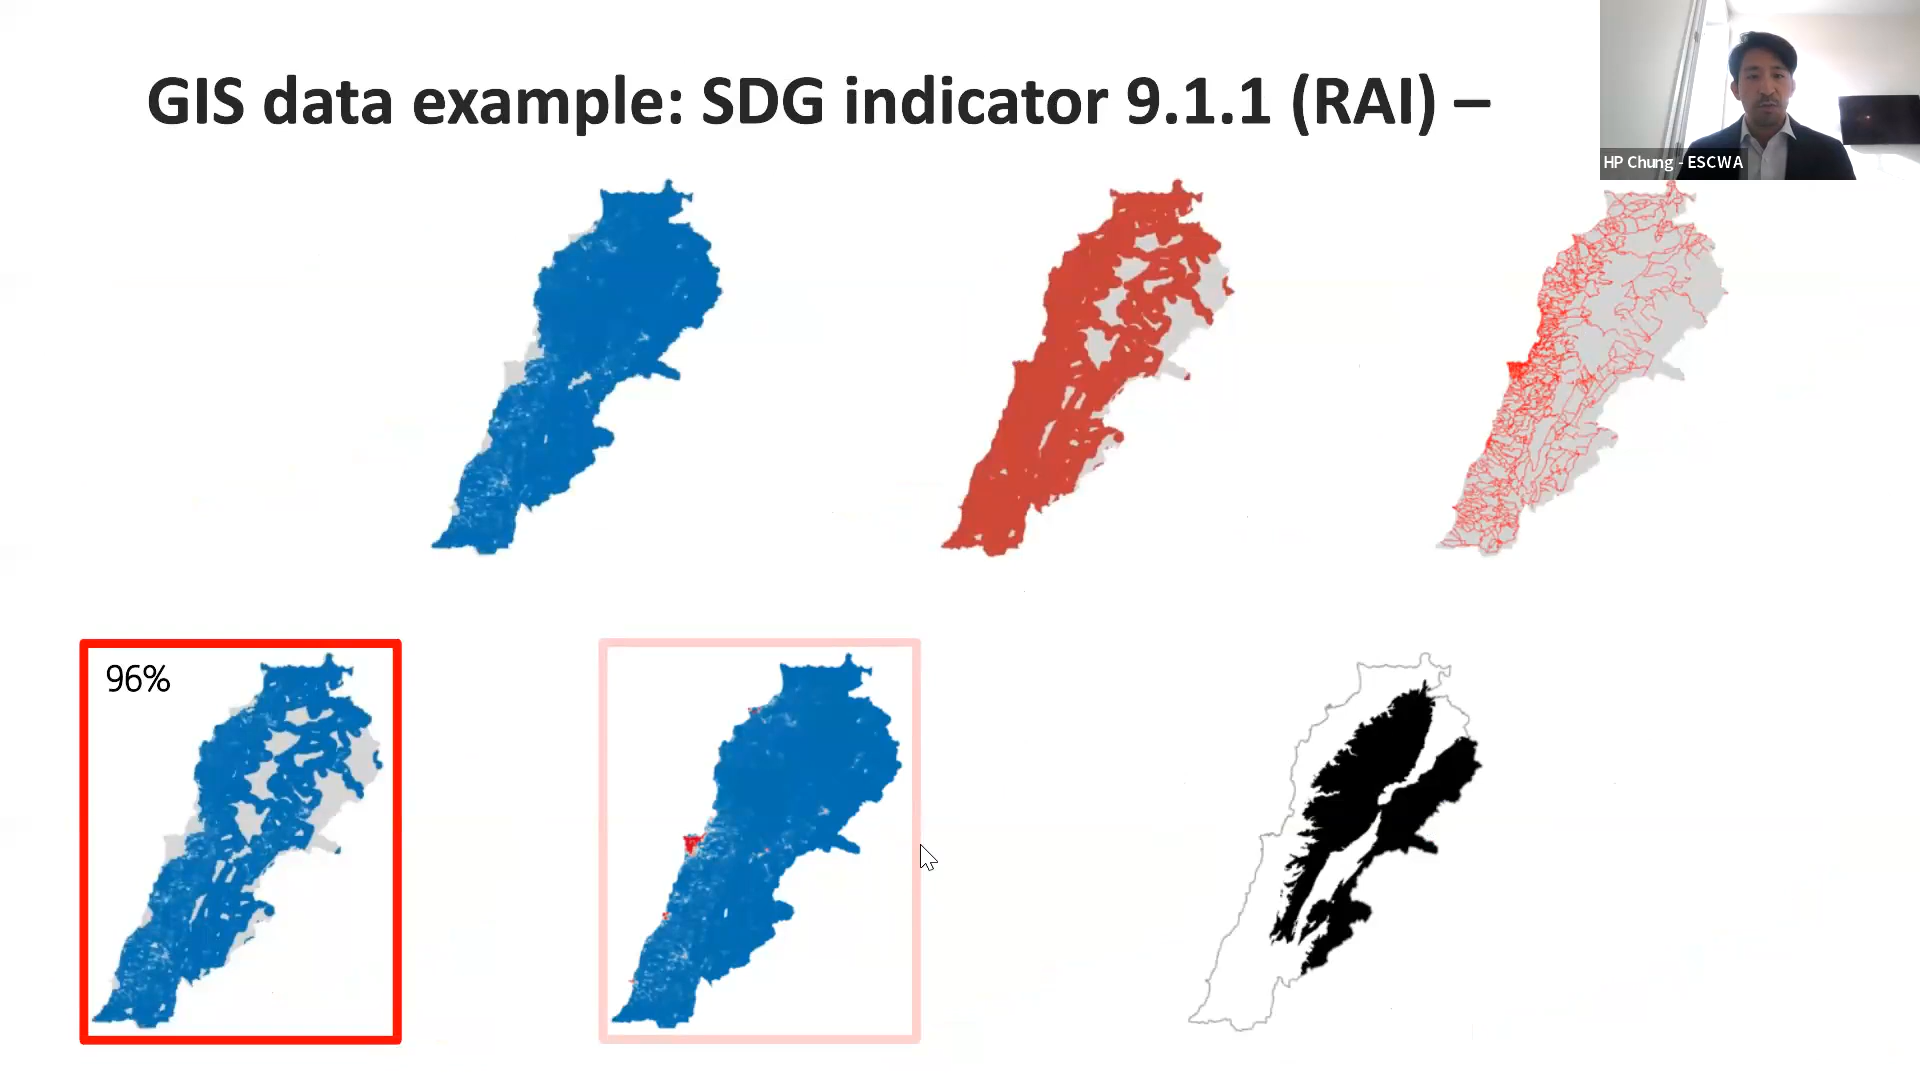 GIS data example: SDG indicator 9.1.1 (RAI) –
HP Chung - ESCWA
96%